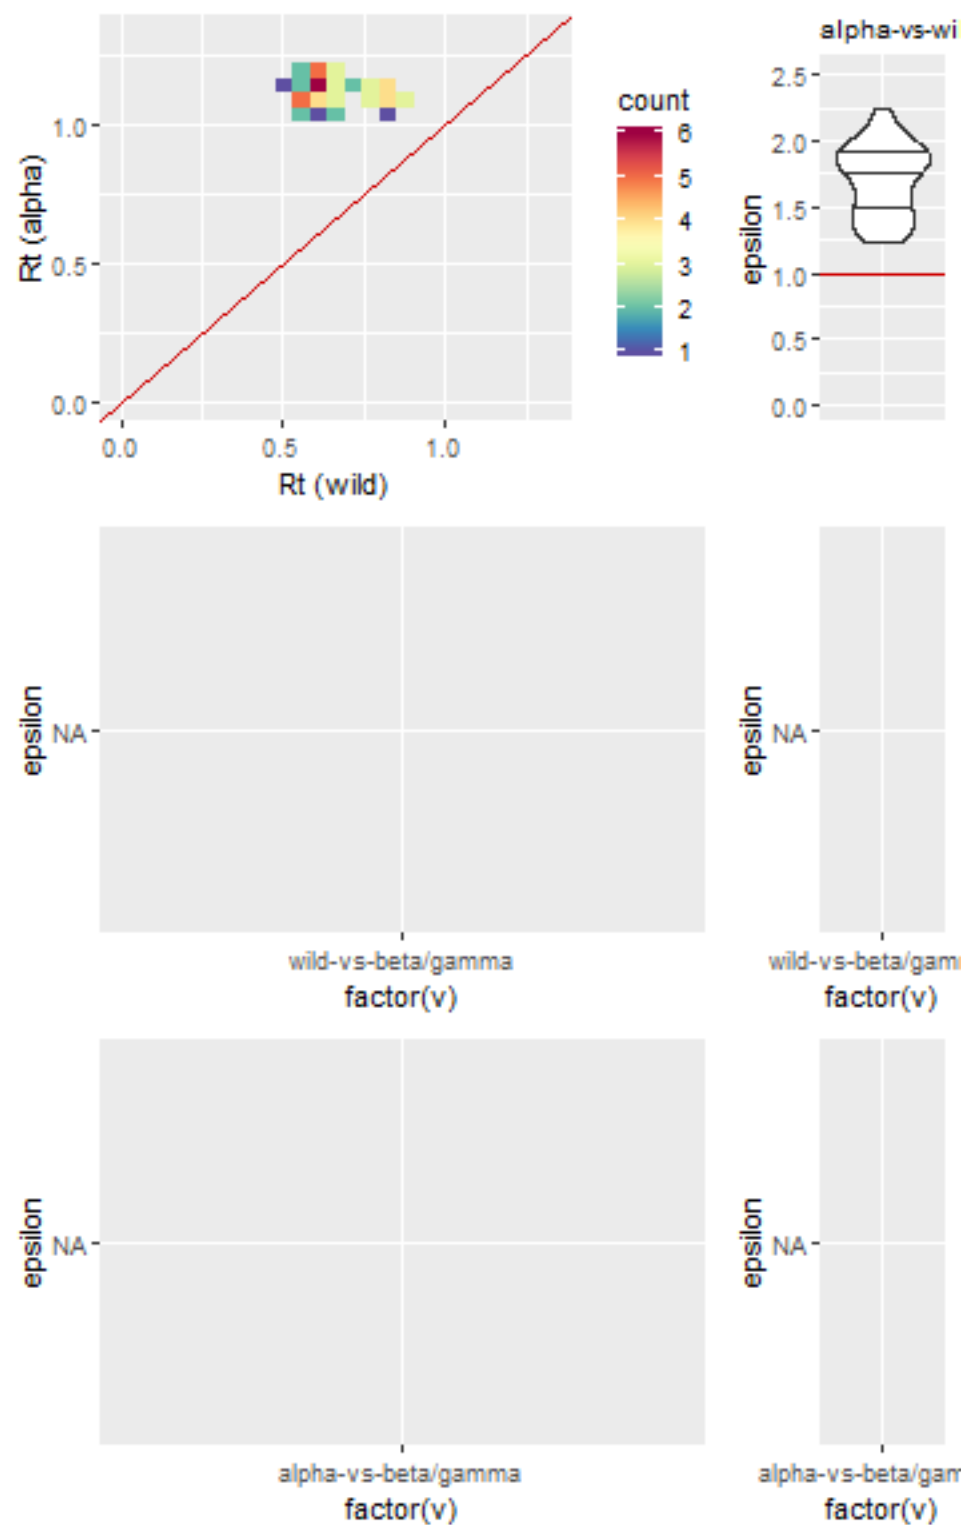 alpha-vs-wi
Rt (alpha)
1.0
0.5
0.0
0.0 0.5 1.0
Rt (wild)
count
6
5
4
3
2
1
epsilon
2.5
2.0
1.5
1.0
0.5
0.0
epsilon
NA
wild-vs-beta/gamma
factor(v)
epsilon
NA
wild-vs-beta/gam
factor(v)
epsilon
NA
alpha-vs-beta/gamma
factor(v)
epsilon
NA
alpha-vs-beta/gam
factor(v)